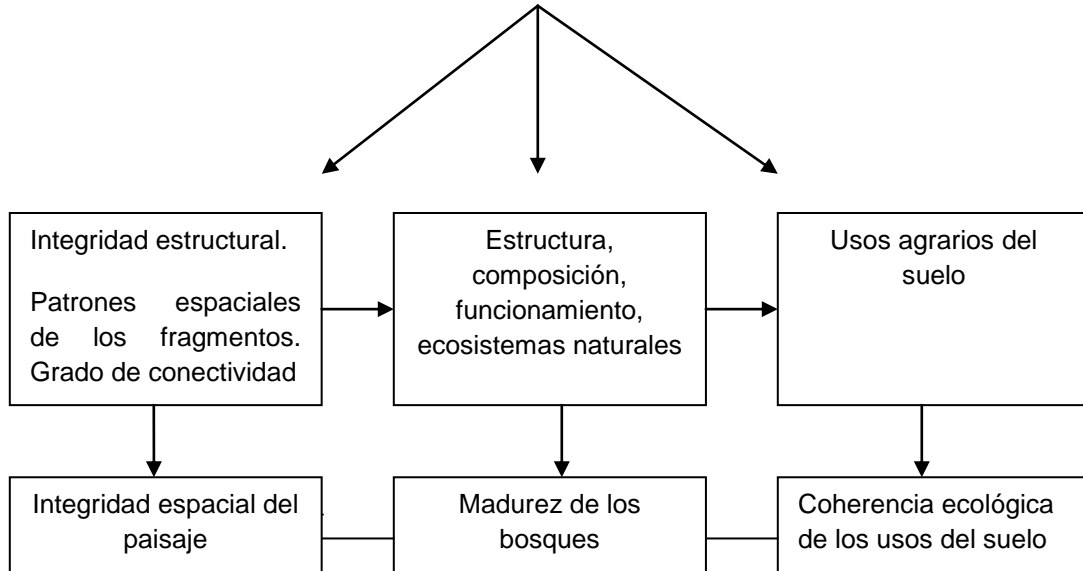 Integridad estructural.
Patrones espaciales
de los fragmentos.
Grado de conectividad
Estructura,
composición,
funcionamiento,
ecosistemas naturales
Usos agrarios del
suelo
Integridad espacial del
paisaje
Madurez de los
bosques
Coherencia ecológica
de los usos del suelo